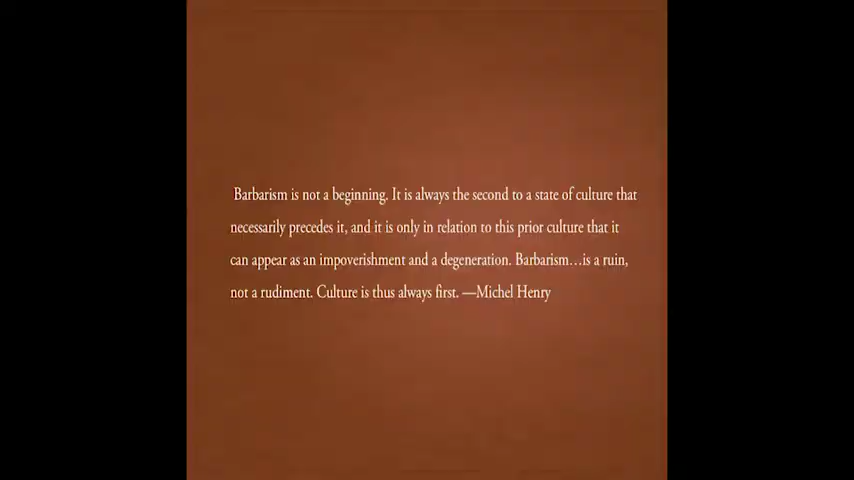 Barbarism is not a beginning. It is always the second to a state of culture that
necessarily precedes it, and it is only in relation to this prior culture that it
can appear as an impoverishment and a degeneration. Barbarism…is a ruin,
not a rudiment. Culture is thus always first. —Michel Henry